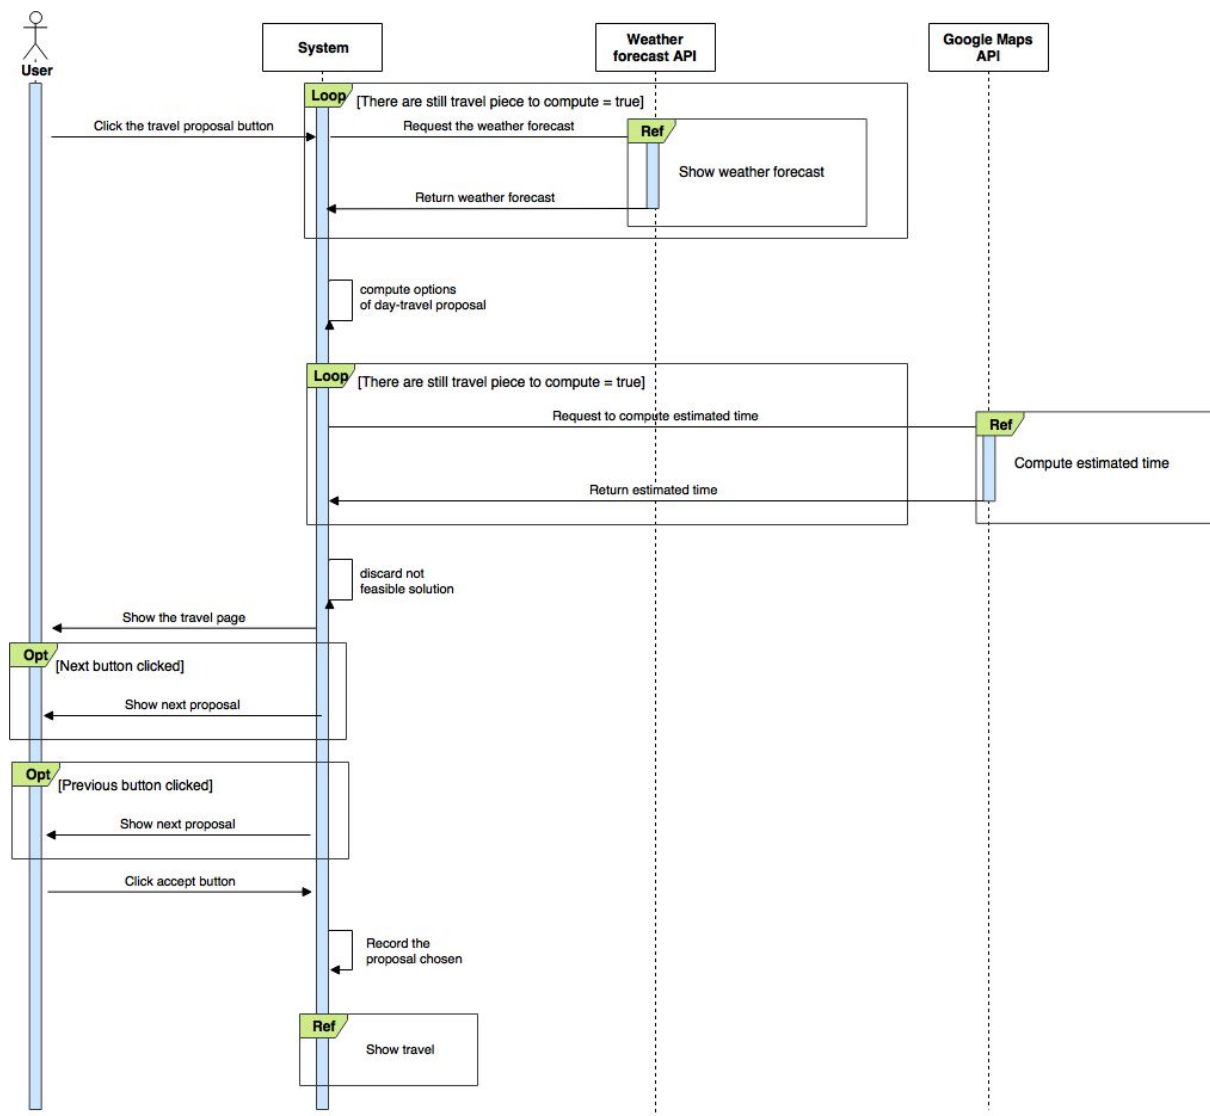 User
System
Weather
forecast API
Google Maps
API
Loop
[There are still travel piece to compute = true]
Click the travel proposal button
Request the weather forecast
Ref
Show weather forecast
Return weather forecast
compute options
of day-travel proposal
Loop
[There are still travel piece to compute = true]
Request to compute estimated time
Ref
Compute estimated time
Return estimated time
discard not
feasible solution
Show the travel page
Opt
[Next button clicked]
Show next proposal
Opt
[Previous button clicked]
Show next proposal
Click accept button
Record the
proposal chosen
Ref
Show travel